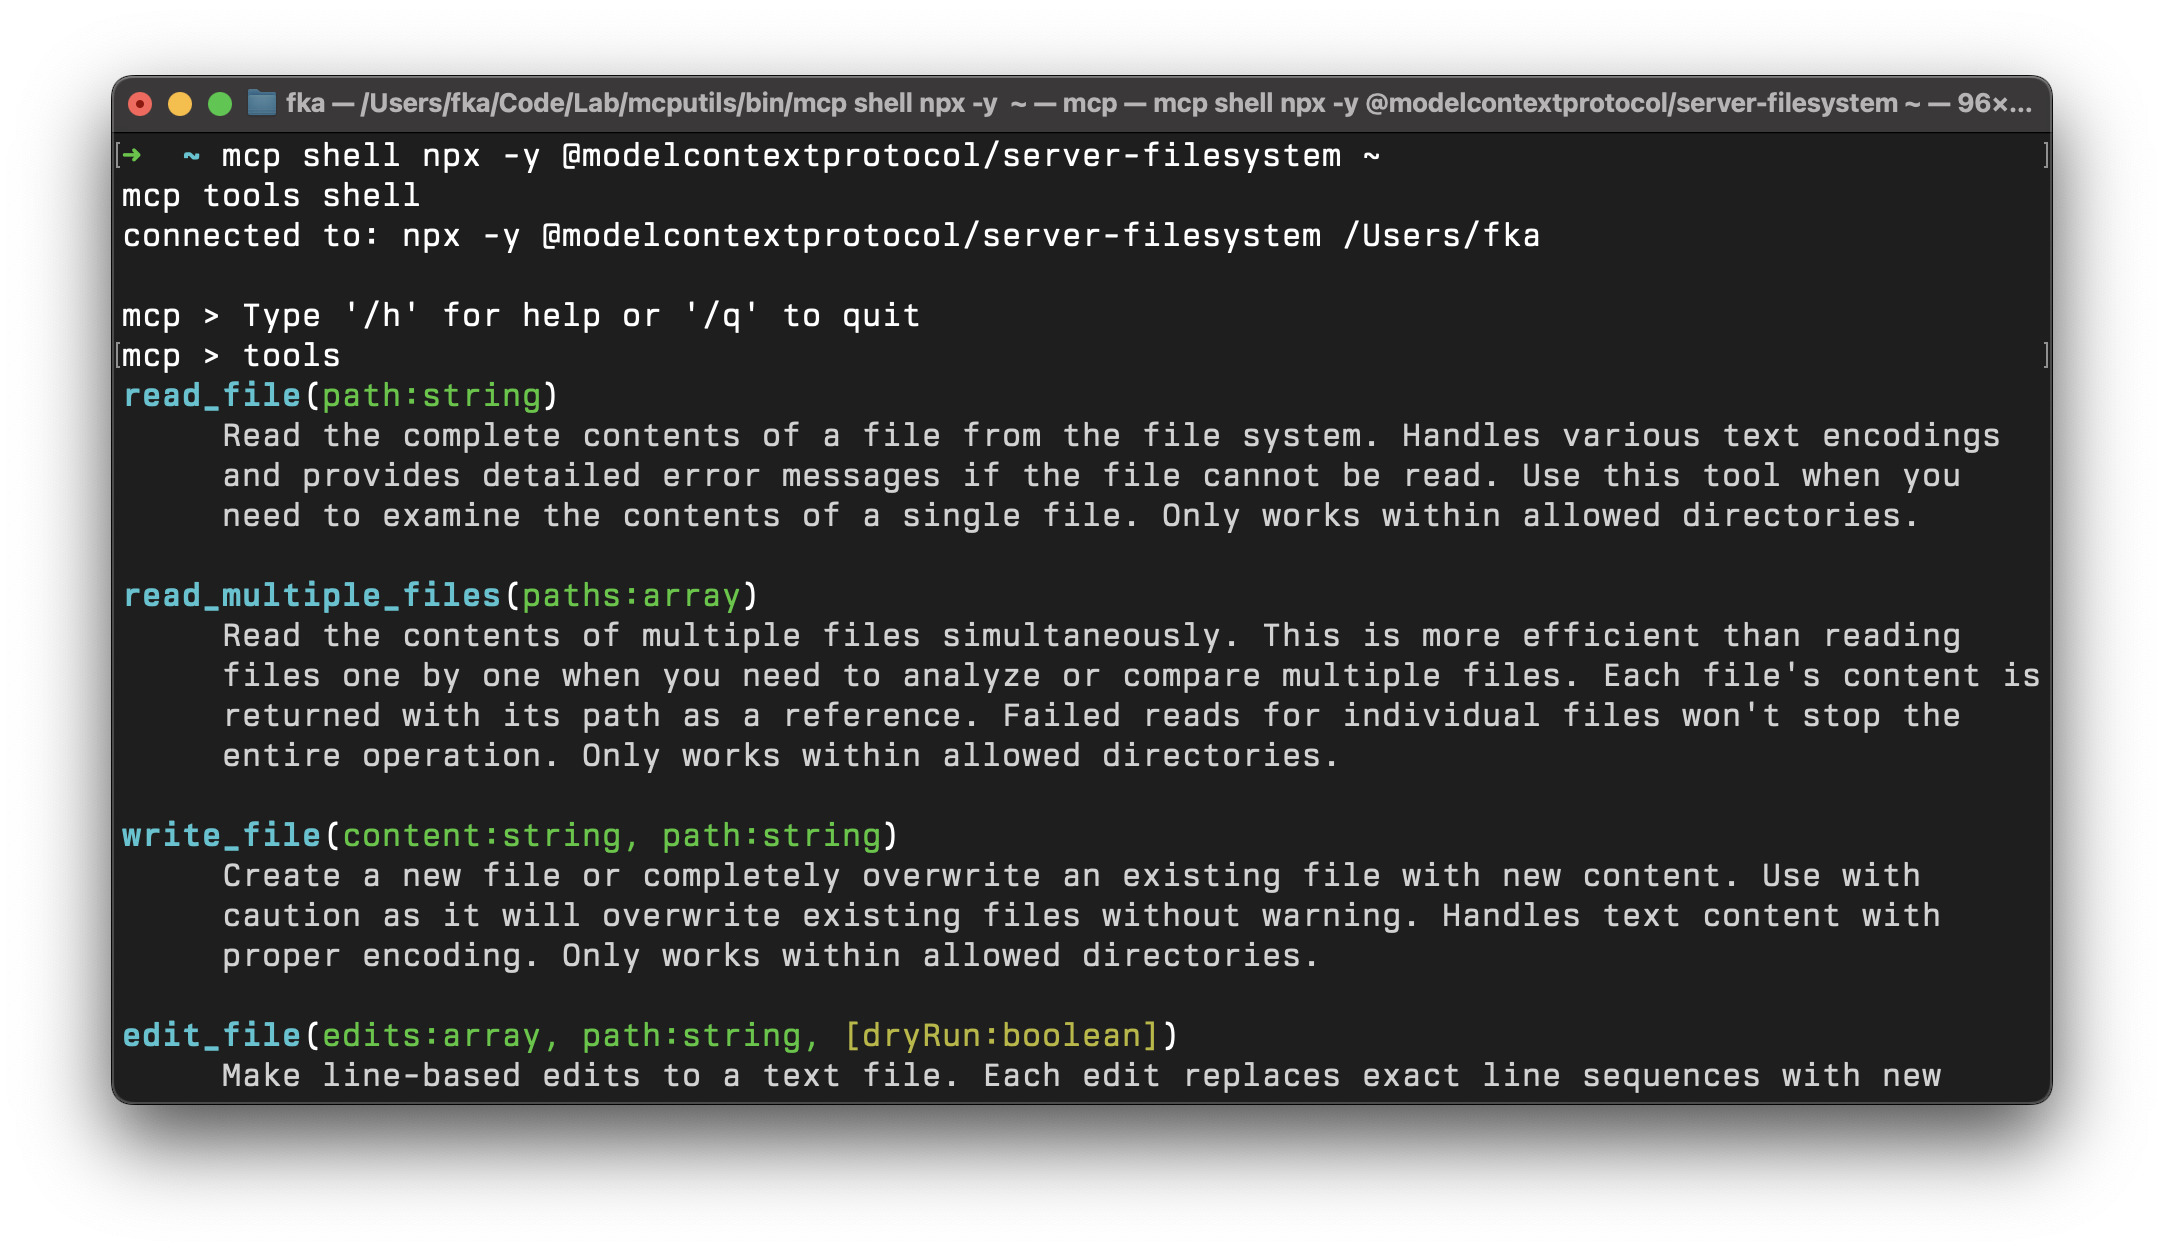 fka — /Users/fka/Code/Lab/mcputils/bin/mcp shell npx -y  ~ — mcp — mcp shell npx -y @modelcontextprotocol/server-filesystem ~ — 96×...
[➜  ~ mcp shell npx -y @modelcontextprotocol/server-filesystem ~ ]
mcp tools shell
connected to: npx -y @modelcontextprotocol/server-filesystem /Users/fka
mcp > Type '/h' for help or '/q' to quit
[mcp > tools ]
read_file(path:string)
Read the complete contents of a file from the file system. Handles various text encodings
and provides detailed error messages if the file cannot be read. Use this tool when you
need to examine the contents of a single file. Only works within allowed directories.
read_multiple_files(paths:array)
Read the contents of multiple files simultaneously. This is more efficient than reading
files one by one when you need to analyze or compare multiple files. Each file's content is
returned with its path as a reference. Failed reads for individual files won't stop the
entire operation. Only works within allowed directories.
write_file(content:string, path:string)
Create a new file or completely overwrite an existing file with new content. Use with
caution as it will overwrite existing files without warning. Handles text content with
proper encoding. Only works within allowed directories.
edit_file(edits:array, path:string, [dryRun:boolean])
Make line-based edits to a text file. Each edit replaces exact line sequences with new